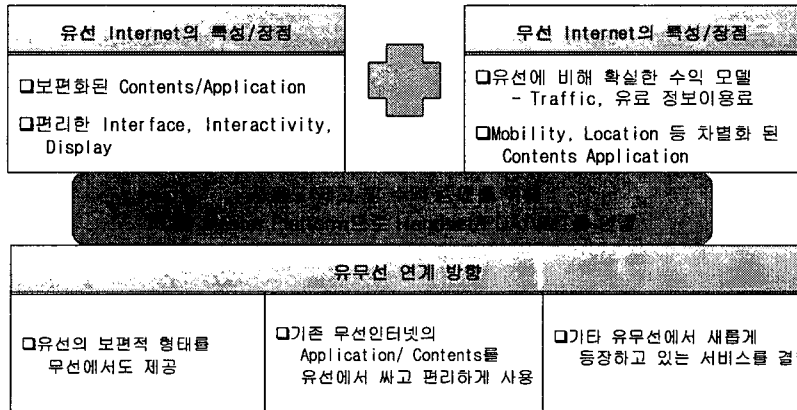 유선 Internet의 특성/장점
❑보편화된 Contents/Application
❑편리한 Interface, Interactivity,
Display
무선 Internet의 특성/장점
❑유선에 비해 확실한 수익 모델
- Traffic, 유료 정보이용료
❑Mobility, Location 등 차별화 된
Contents Application
유무선 연계 방향
❑유선의 보편적 형태를
무선에서도 제공
❑기존 무선인터넷의
Application/ Contents를
유선에서 싸고 편리하게 사용
❑기타 유무선에서 새롭게
등장하고 있는 서비스를